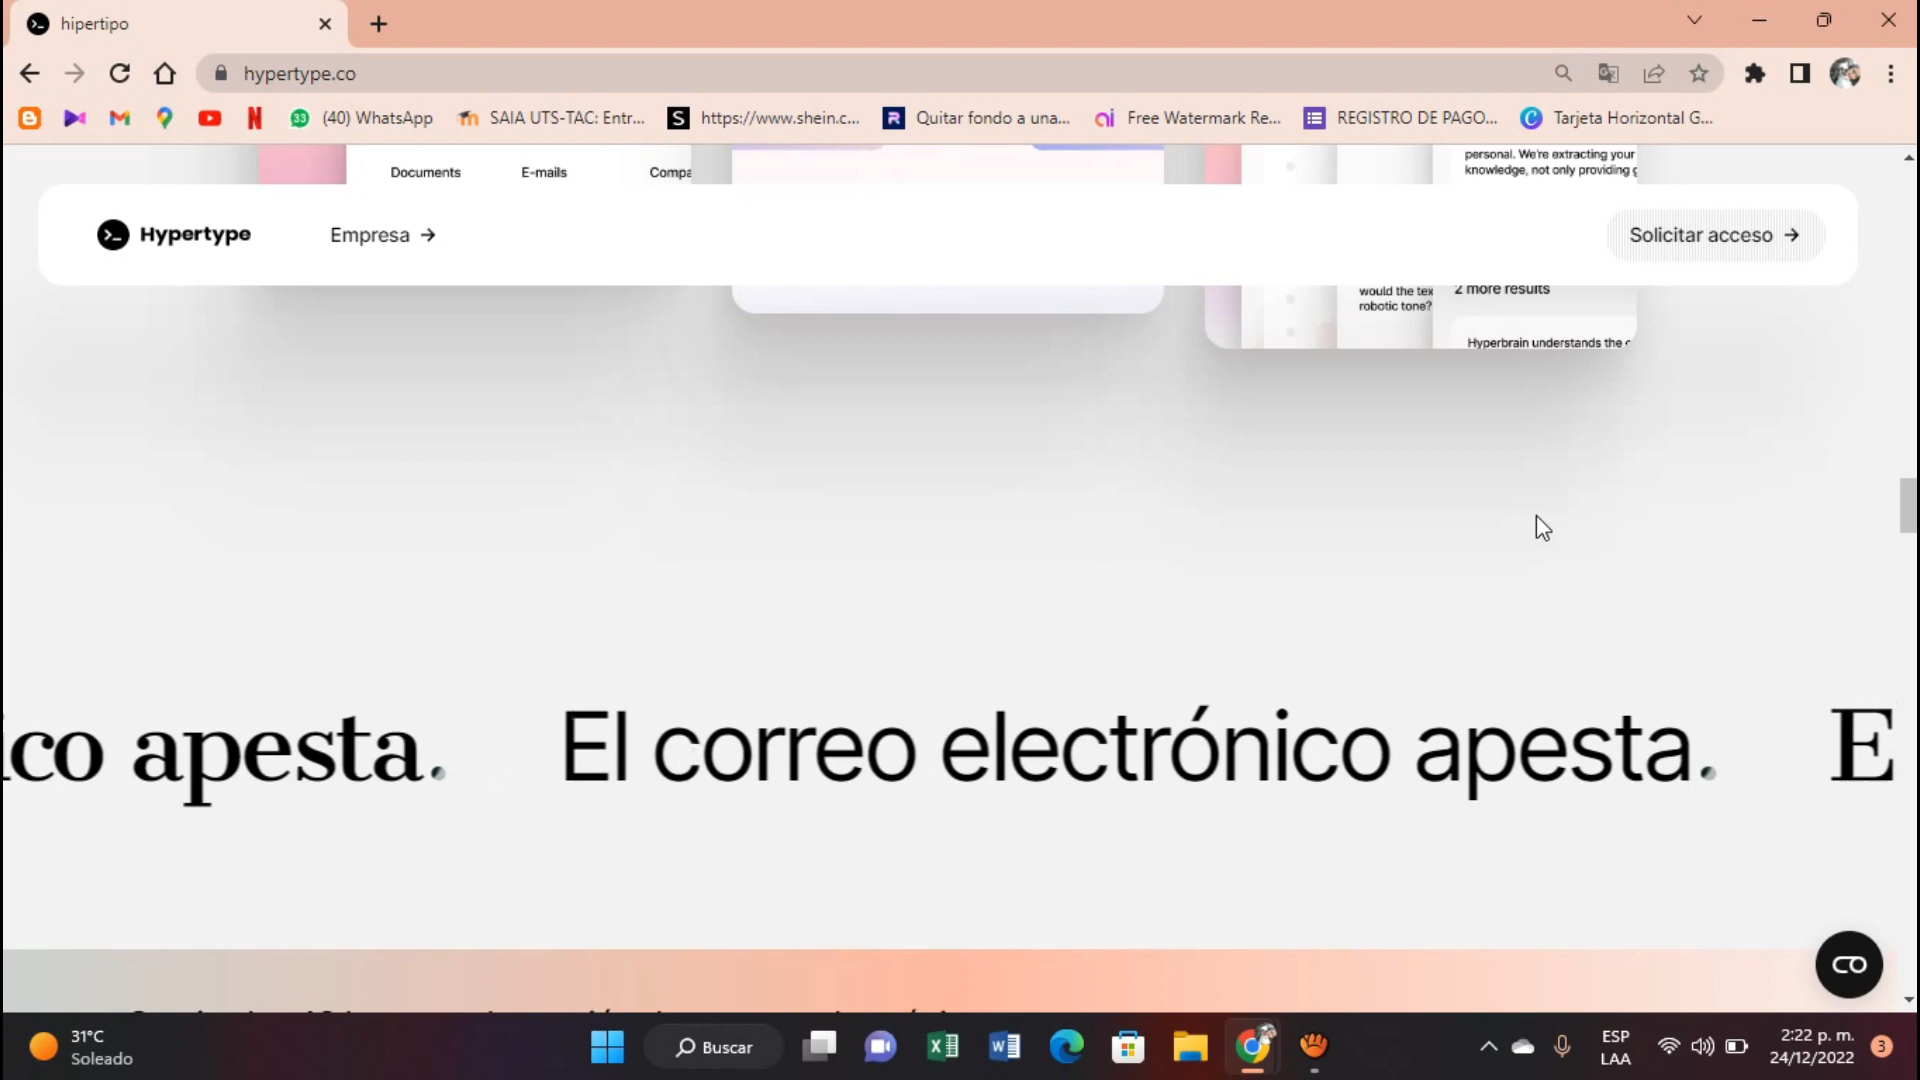 hipertipo
hypertype.co
(40) WhatsApp
SAIA UTS-TAC: Entr...
https://www.shein.c...
Quitar fondo a una...
Free Watermark Re...
REGISTRO DE PAGO...
Tarjeta Horizontal G...
Documents
E-mails
Compa
personal. We're extracting your
knowledge, not only providing g
Hypertype
Empresa →
Solicitar acceso →
would the tex
robotic tone?
2 more results
Hyperbrain understands the c
ico apesta.
El correo electrónico apesta.
E
31°C
Soleado
Buscar
ESP
LAA
2:22 p. m.
24/12/2022
3